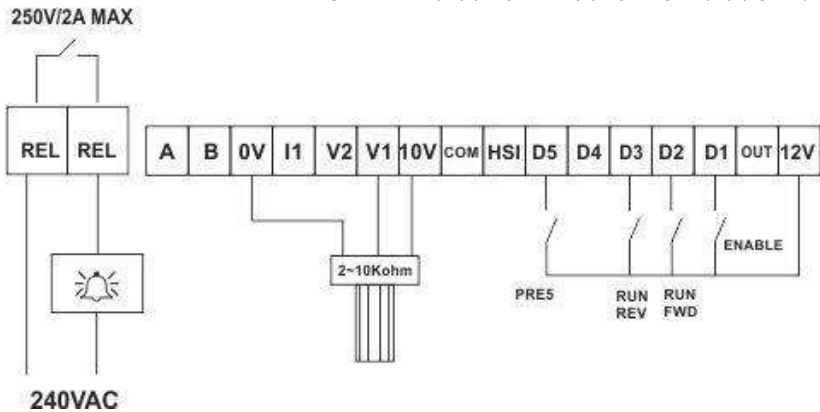 250V/2A MAX
REL REL A B 0V I1 V2 V1 10V COM HSI D5 D4 D3 D2 D1 OUT 12V
ENABLE
2~10Kohm
PRE5 RUN REV RUN FWD
240VAC